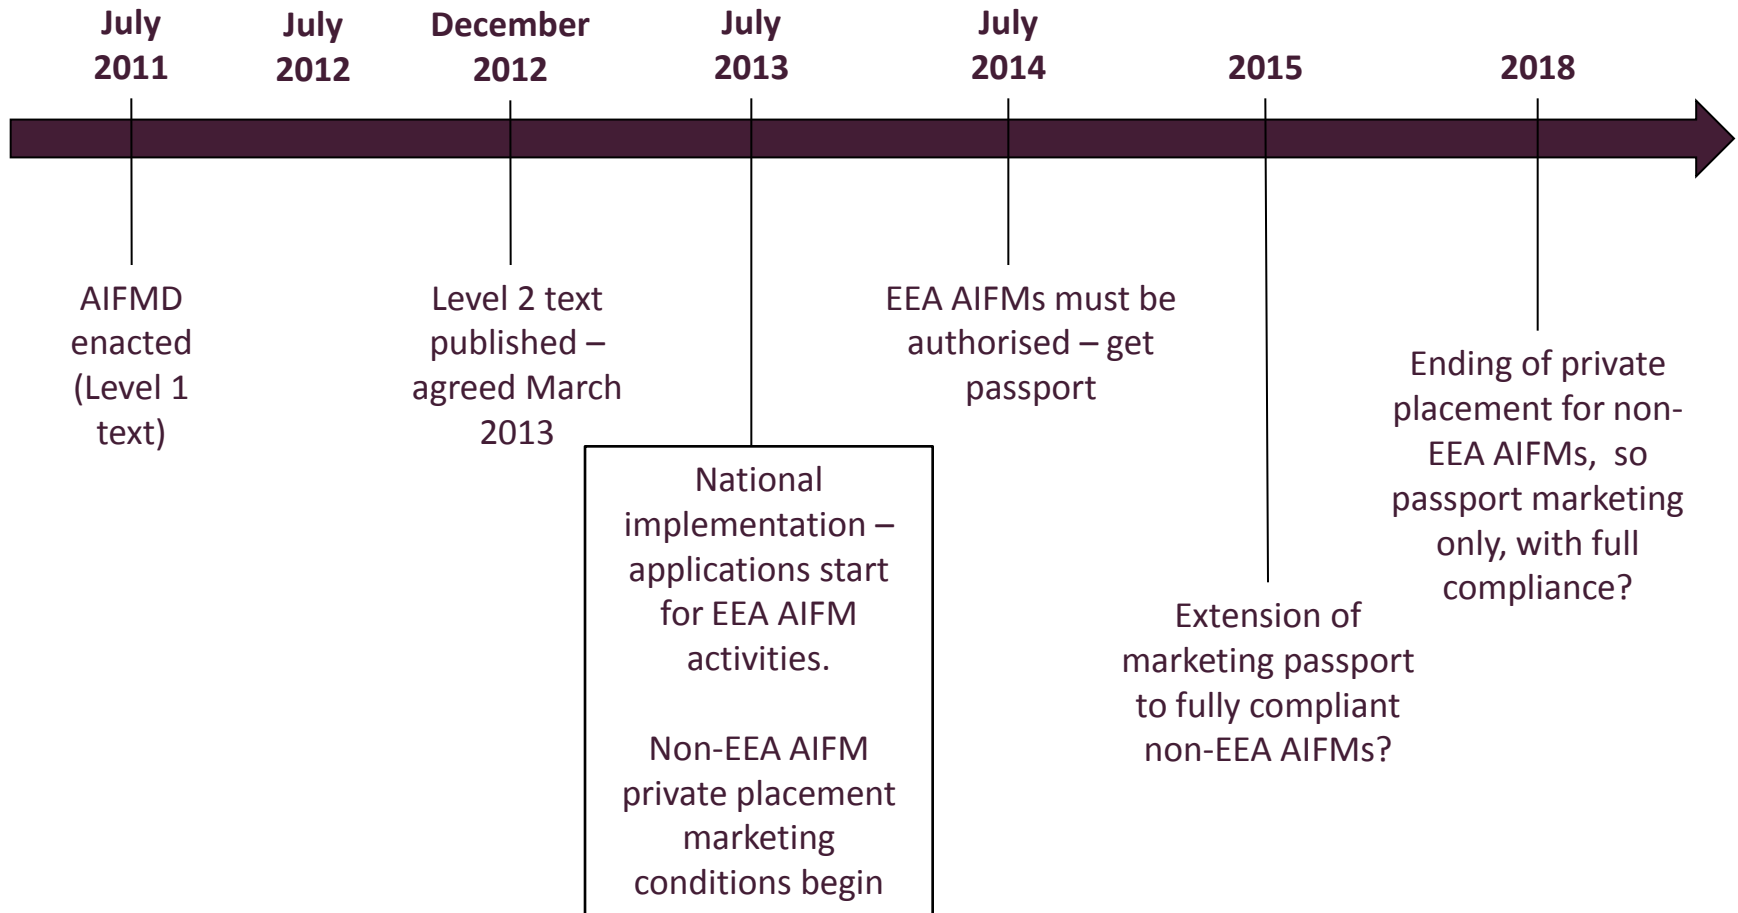 July
2011
July
2012
December
2012
July
2013
July
2014
2015
2018
AIFMD
enacted
(Level 1
text)
Level 2 text
published –
agreed March
2013
National
implementation –
applications start
for EEA AIFM
activities.
Non-EEA AIFM
private placement
marketing
conditions begin
EEA AIFMs must be
authorised – get
passport
Extension of
marketing passport
to fully compliant
non-EEA AIFMs?
Ending of private
placement for non-
EEA AIFMs,  so
passport marketing
only, with full
compliance?